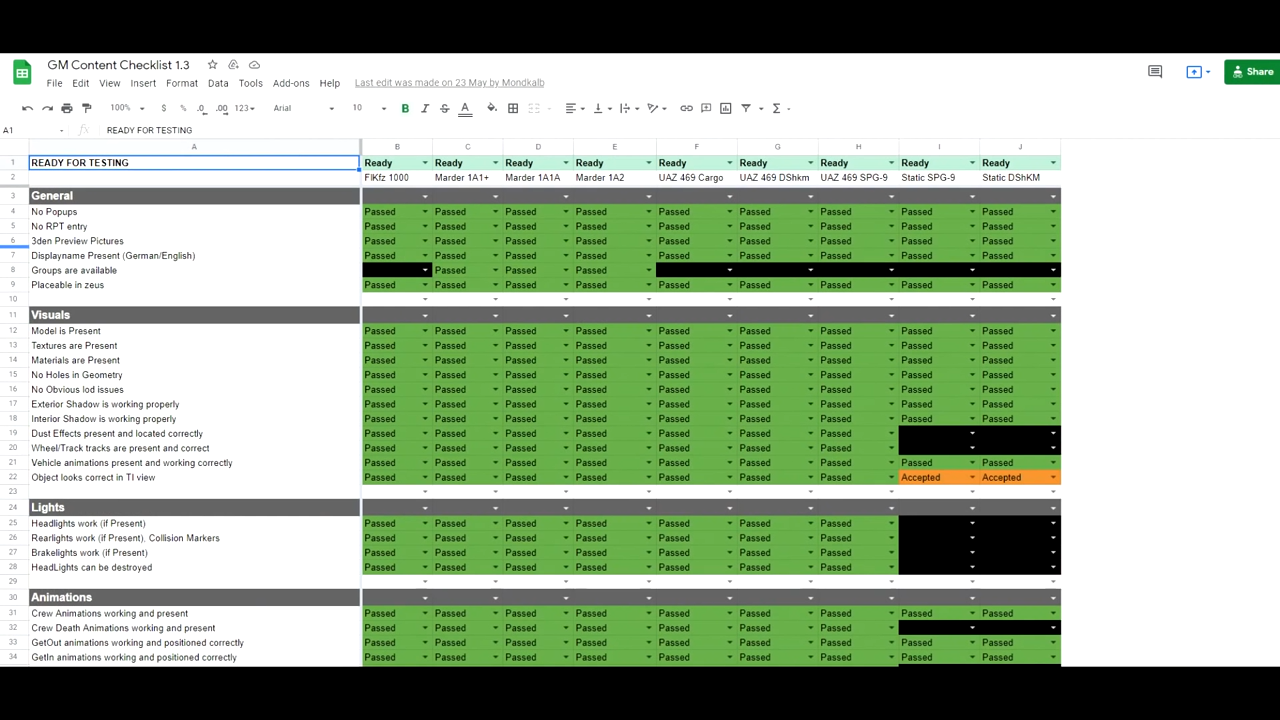 GM Content Checklist 1.3
File Edit View Insert Format Data Tools Add-ons Help Last edit was made on 23 May by Mondkalb
Share
100% $ % .0 .00 123 Arial 10 B I S A Σ
A1 fx READY FOR TESTING
A B C D E F G H I J
1 READY FOR TESTING Ready Ready Ready Ready Ready Ready Ready Ready Ready
2 FlKfz 1000 Marder 1A1+ Marder 1A1A Marder 1A2 UAZ 469 Cargo UAZ 469 DShkm UAZ 469 SPG-9 Static SPG-9 Static DShKM
3 General
4 No Popups Passed Passed Passed Passed Passed Passed Passed Passed Passed
5 No RPT entry Passed Passed Passed Passed Passed Passed Passed Passed Passed
6 3den Preview Pictures Passed Passed Passed Passed Passed Passed Passed Passed Passed
7 Displayname Present (German/English) Passed Passed Passed Passed Passed Passed Passed Passed Passed
8 Groups are available Passed Passed Passed
9 Placeable in zeus Passed Passed Passed Passed Passed Passed Passed Passed Passed
10
11 Visuals
12 Model is Present Passed Passed Passed Passed Passed Passed Passed Passed Passed
13 Textures are Present Passed Passed Passed Passed Passed Passed Passed Passed Passed
14 Materials are Present Passed Passed Passed Passed Passed Passed Passed Passed Passed
15 No Holes in Geometry Passed Passed Passed Passed Passed Passed Passed Passed Passed
16 No Obvious lod issues Passed Passed Passed Passed Passed Passed Passed Passed Passed
17 Exterior Shadow is working properly Passed Passed Passed Passed Passed Passed Passed Passed Passed
18 Interior Shadow is working properly Passed Passed Passed Passed Passed Passed Passed Passed Passed
19 Dust Effects present and located correctly Passed Passed Passed Passed Passed Passed Passed
20 Wheel/Track tracks are present and correct Passed Passed Passed Passed Passed Passed Passed
21 Vehicle animations present and working correctly Passed Passed Passed Passed Passed Passed Passed Passed Passed
22 Object looks correct in TI view Passed Passed Passed Passed Passed Passed Passed Accepted Accepted
23
24 Lights
25 Headlights work (if Present) Passed Passed Passed Passed Passed Passed Passed
26 Rearlights work (if Present). Collision Markers Passed Passed Passed Passed Passed Passed Passed
27 Brakelights work (if Present) Passed Passed Passed Passed Passed Passed Passed
28 HeadLights can be destroyed Passed Passed Passed Passed Passed Passed Passed
29
30 Animations
31 Crew Animations working and present Passed Passed Passed Passed Passed Passed Passed Passed Passed
32 Crew Death Animations working and present Passed Passed Passed Passed Passed Passed Passed
33 GetOut animations working and positioned correctly Passed Passed Passed Passed Passed Passed Passed Passed Passed
34 GetIn animations working and positioned correctly Passed Passed Passed Passed Passed Passed Passed Passed Passed